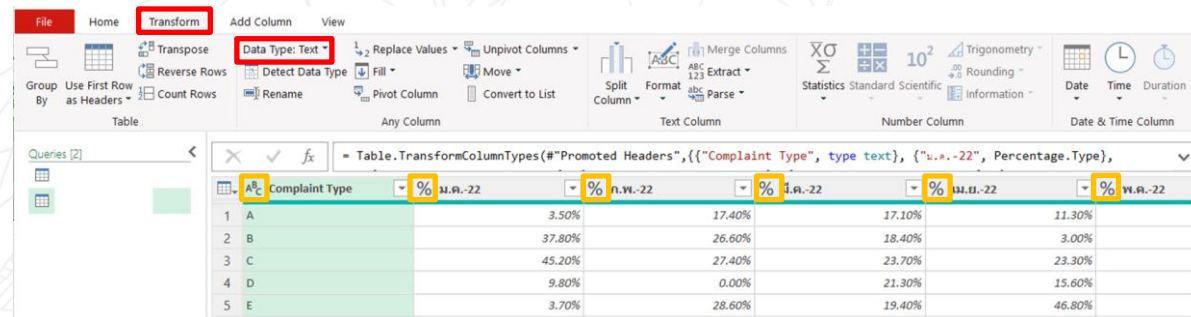 File Home Transform Add Column View
Transpose Data Type: Text Replace Values Unpivot Columns Merge Columns Trigonometry
Reverse Rows Detect Data Type Fill Move Extract Rounding
Group By Use First Row as Headers Count Rows Rename Pivot Column Convert to List Split Column Format Parse Statistics Standard Scientific Information Date Time Duration
Table Any Column Text Column Number Column Date & Time Column
Queries [2] fx = Table.TransformColumnTypes(#"Promoted Headers",{{"Complaint Type", type text}, {"ม.ค.-22", Percentage.Type},
ABC Complaint Type % ม.ค.-22 % ก.พ.-22 % มี.ค.-22 % เม.ย.-22 % พ.ค.-22
1 A 3.50% 17.40% 17.10% 11.30%
2 B 37.80% 26.60% 18.40% 3.00%
3 C 45.20% 27.40% 23.70% 23.30%
4 D 9.80% 0.00% 21.30% 15.60%
5 E 3.70% 28.60% 19.40% 46.80%